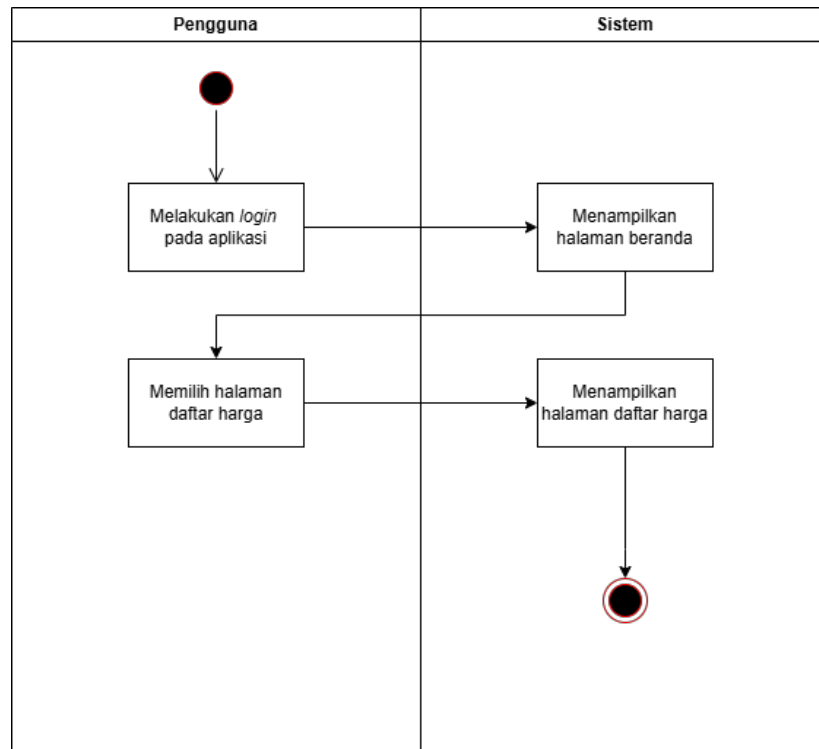 Pengguna
Sistem
Melakukan login
pada aplikasi
Menampilkan
halaman beranda
Memilih halaman
daftar harga
Menampilkan
halaman daftar harga